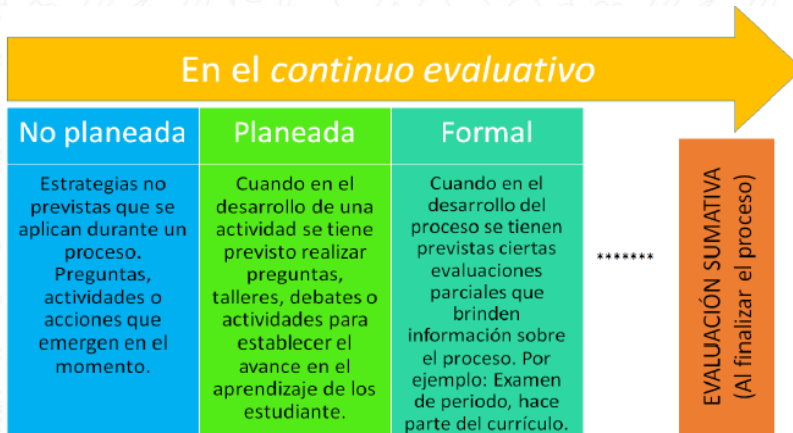 En el continuo evaluativo
No planeada
Estrategias no
previstas que se
aplican durante un
proceso.
Preguntas,
actividades o
acciones que
emergen en el
momento.
Planeada
Cuando en el
desarrollo de una
actividad se tiene
previsto realizar
preguntas,
talleres, debates o
actividades para
establecer el
avance en el
aprendizaje de los
estudiante.
Formal
Cuando en el
desarrollo del
proceso se tienen
previstas ciertas
evaluaciones
parciales que
brinden
información sobre
el proceso. Por
ejemplo: Examen
de periodo, hace
parte del currículo.
*******
EVALUACIÓN SUMATIVA
(Al finalizar el proceso)